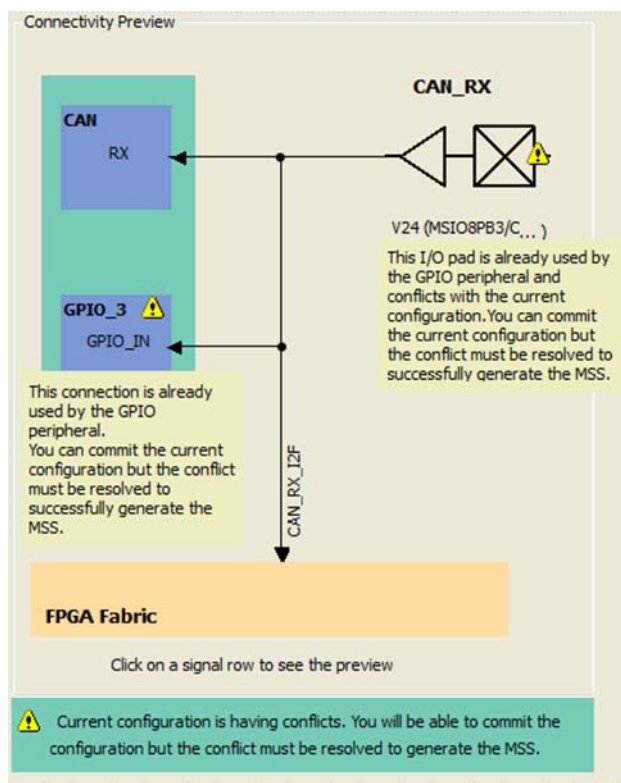 Connectivity Preview
CAN_RX
CAN
RX
V24 (MSIO8PB3/C... )
This I/O pad is already used by
the GPIO peripheral and
conflicts with the current
configuration.You can commit
the current configuration but
the conflict must be resolved to
successfully generate the MSS.
GPIO_3
GPIO_IN
This connection is already
used by the GPIO
peripheral.
You can commit the current
configuration but the conflict
must be resolved to
successfully generate the
MSS.
CAN_RX_I2F
FPGA Fabric
Click on a signal row to see the preview
Current configuration is having conflicts. You will be able to commit the
configuration but the conflict must be resolved to generate the MSS.